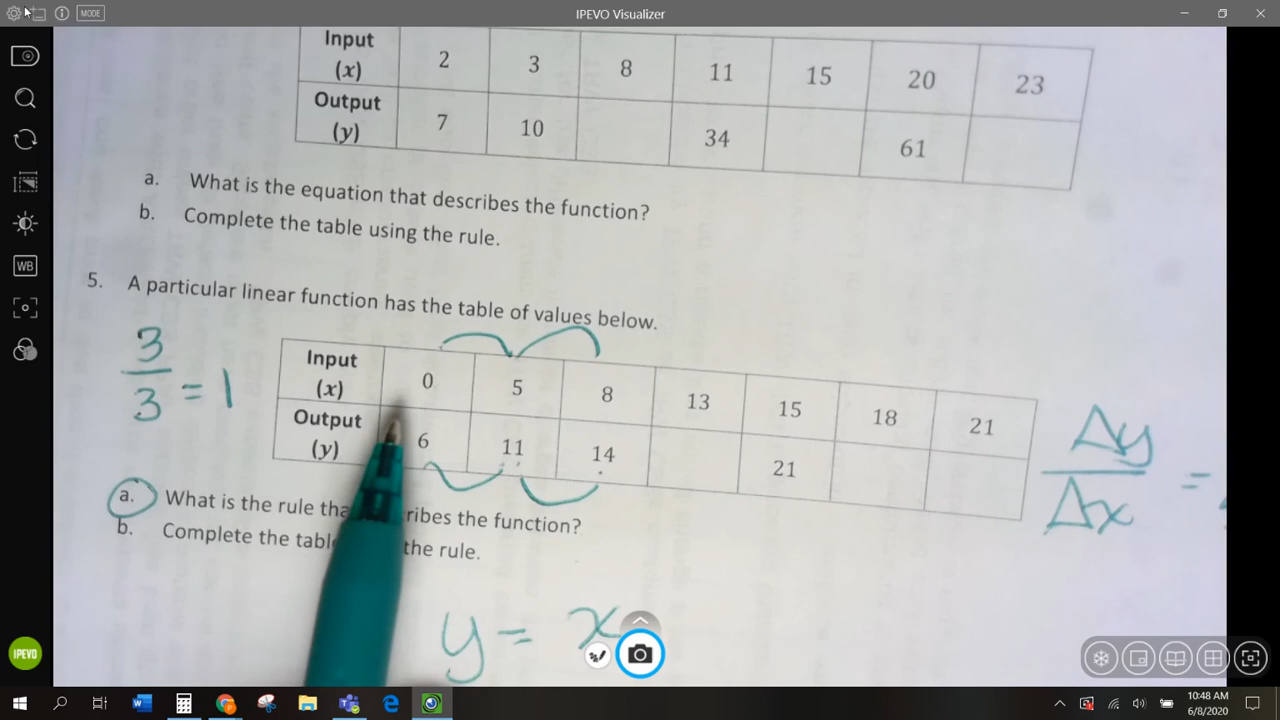 MODE
IPEVO Visualizer
Input (x) 2 3 8 11 15 20 23
Output (y) 7 10 34 61
a. What is the equation that describes the function?
b. Complete the table using the rule.
5. A particular linear function has the table of values below.
3
3 = 1
Input (x) 0 5 8 13 15 18 21
Output (y) 6 11 14 21
Δy
Δx =
a. What is the rule tha ribes the function?
b. Complete the tabl the rule.
y = x
WB
IPEVO
10:48 AM
6/8/2020